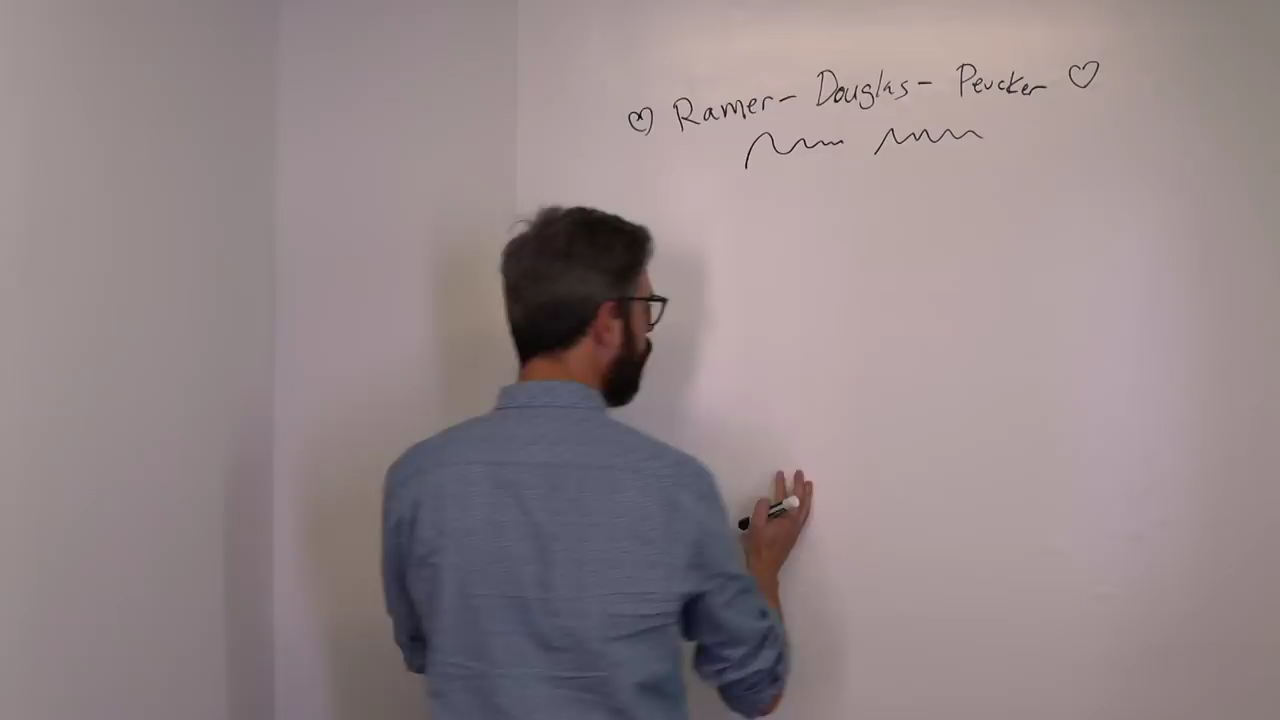 ♡ Ramer - Douglas - Peucker ♡